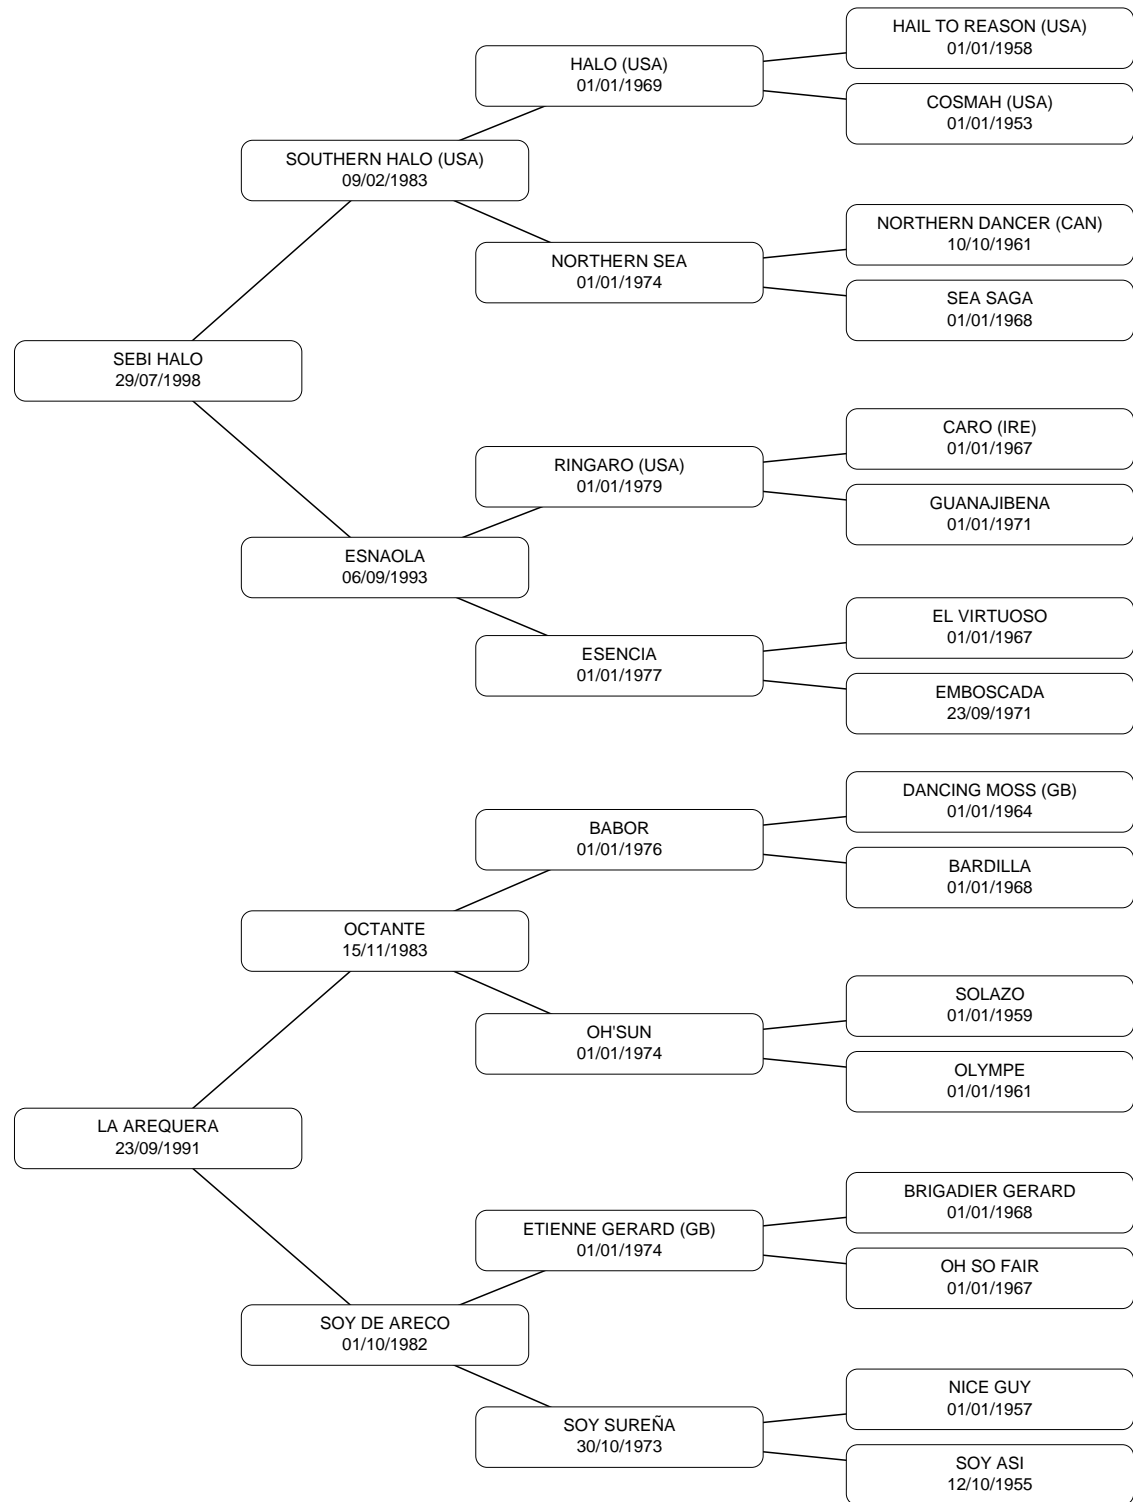 HAIL TO REASON (USA)
01/01/1958
HALO (USA)
01/01/1969
COSMAH (USA)
01/01/1953
SOUTHERN HALO (USA)
09/02/1983
NORTHERN DANCER (CAN)
10/10/1961
NORTHERN SEA
01/01/1974
SEA SAGA
01/01/1968
SEBI HALO
29/07/1998
CARO (IRE)
01/01/1967
RINGARO (USA)
01/01/1979
GUANAJIBENA
01/01/1971
ESNAOLA
06/09/1993
EL VIRTUOSO
01/01/1967
ESENCIA
01/01/1977
EMBOSCADA
23/09/1971
DANCING MOSS (GB)
01/01/1964
BABOR
01/01/1976
BARDILLA
01/01/1968
OCTANTE
15/11/1983
SOLAZO
01/01/1959
OH'SUN
01/01/1974
OLYMPE
01/01/1961
LA AREQUERA
23/09/1991
BRIGADIER GERARD
01/01/1968
ETIENNE GERARD (GB)
01/01/1974
OH SO FAIR
01/01/1967
SOY DE ARECO
01/10/1982
NICE GUY
01/01/1957
SOY SUREÑA
30/10/1973
SOY ASI
12/10/1955